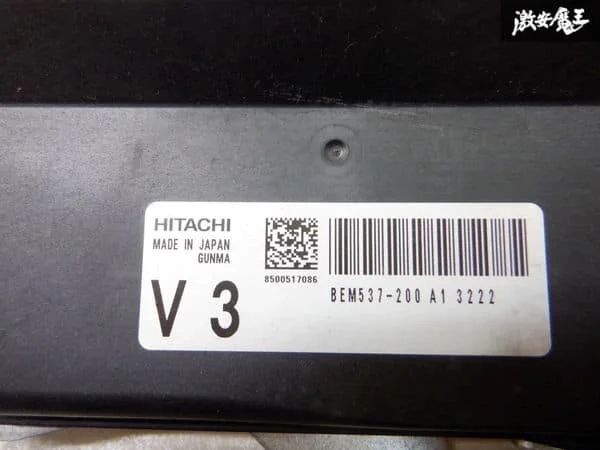 激安魔王
HITACHI
MADE IN JAPAN
GUNMA
8500517086
V 3
BEM537-200 A1 3222